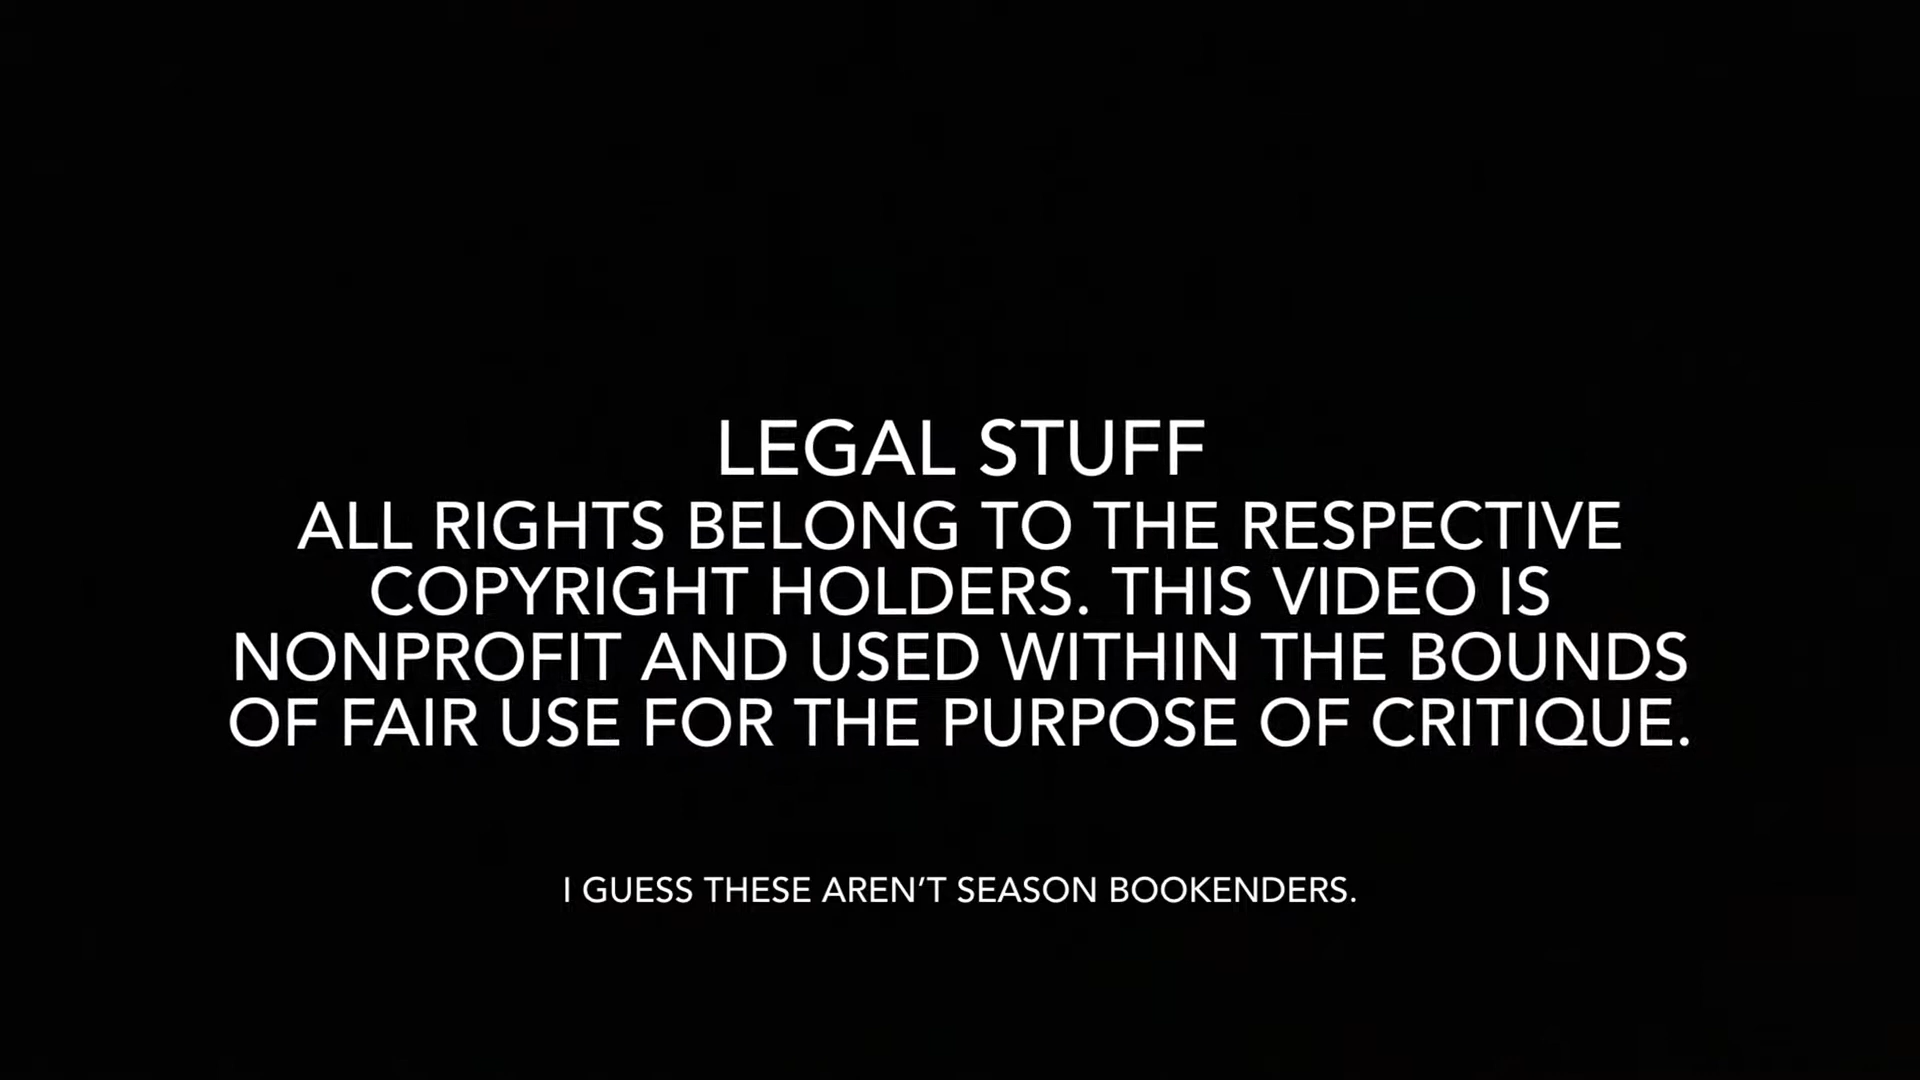 LEGAL STUFF
ALL RIGHTS BELONG TO THE RESPECTIVE
COPYRIGHT HOLDERS. THIS VIDEO IS
NONPROFIT AND USED WITHIN THE BOUNDS
OF FAIR USE FOR THE PURPOSE OF CRITIQUE.
I GUESS THESE AREN’T SEASON BOOKENDERS.